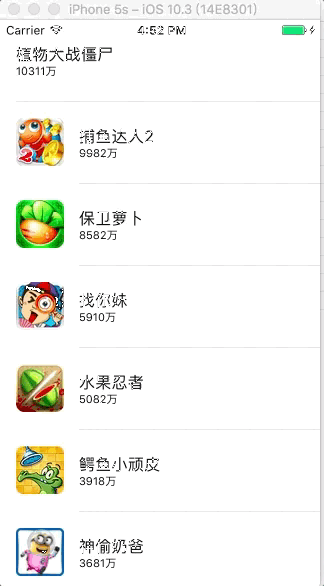 iPhone 5s – iOS 10.3 (14E8301)
Carrier 4:52 PM
植物大战僵尸
10311万
捕鱼达人2
9982万
保卫萝卜
8582万
找你妹
5910万
水果忍者
5082万
鳄鱼小顽皮
3918万
神偷奶爸
3681万